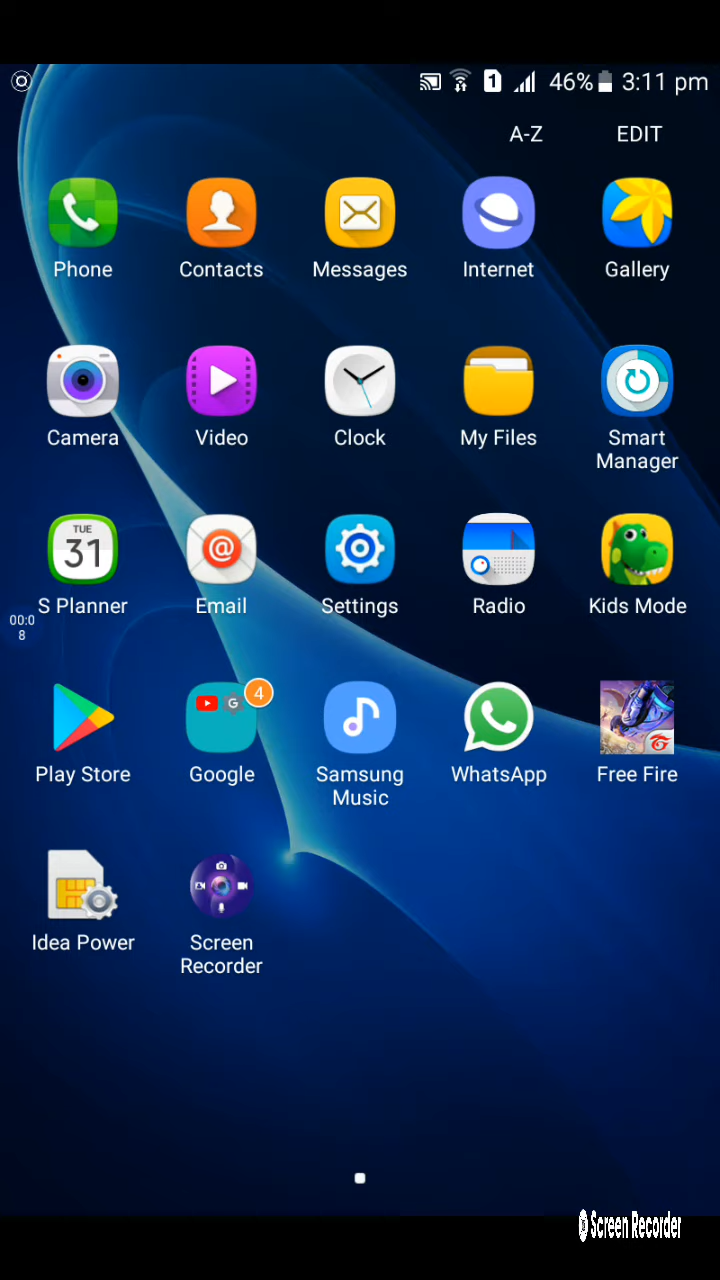 1 46% 3:11 pm
A-Z EDIT
Phone Contacts Messages Internet Gallery
Camera Video Clock My Files Smart
Manager
TUE
31
@
S Planner Email Settings Radio Kids Mode
00:0
8
G 4
Play Store Google Samsung WhatsApp Free Fire
Music
Idea Power Screen
Recorder
Screen Recorder